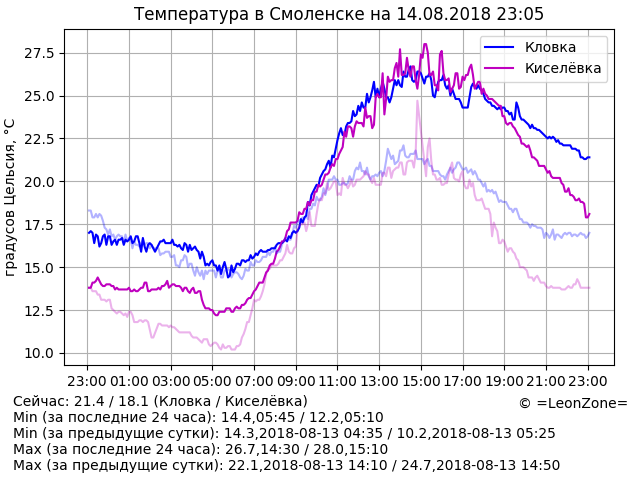 Температура в Смоленске на 14.08.2018 23:05
Кловка
Киселёвка
градусов Цельсия, °C
27.5
25.0
22.5
20.0
17.5
15.0
12.5
10.0
23:00 01:00 03:00 05:00 07:00 09:00 11:00 13:00 15:00 17:00 19:00 21:00 23:00
Сейчас: 21.4 / 18.1 (Кловка / Киселёвка)
© =LeonZone=
Min (за последние 24 часа): 14.4,05:45 / 12.2,05:10
Min (за предыдущие сутки): 14.3,2018-08-13 04:35 / 10.2,2018-08-13 05:25
Max (за последние 24 часа): 26.7,14:30 / 28.0,15:10
Max (за предыдущие сутки): 22.1,2018-08-13 14:10 / 24.7,2018-08-13 14:50